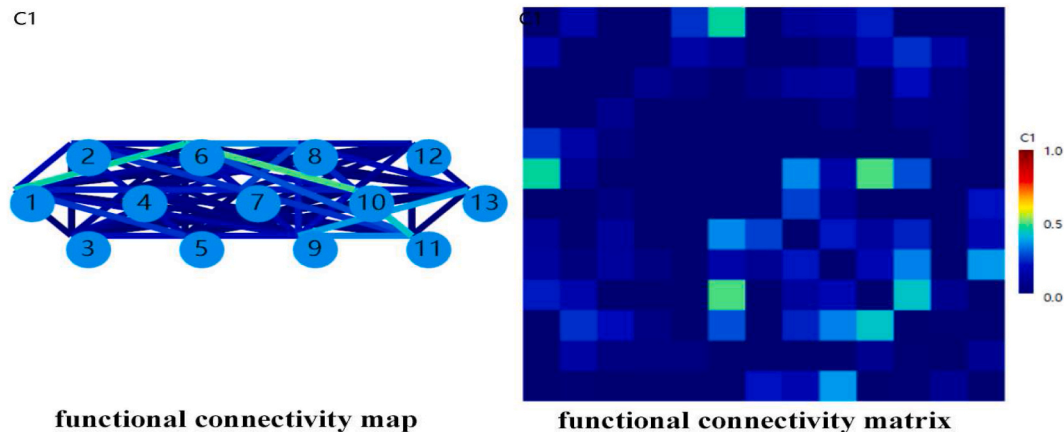 C1
C1
C1
1.0
0.5
0.0
2 6 8 12
1 4 7 10 13
3 5 9 11
functional connectivity map
functional connectivity matrix